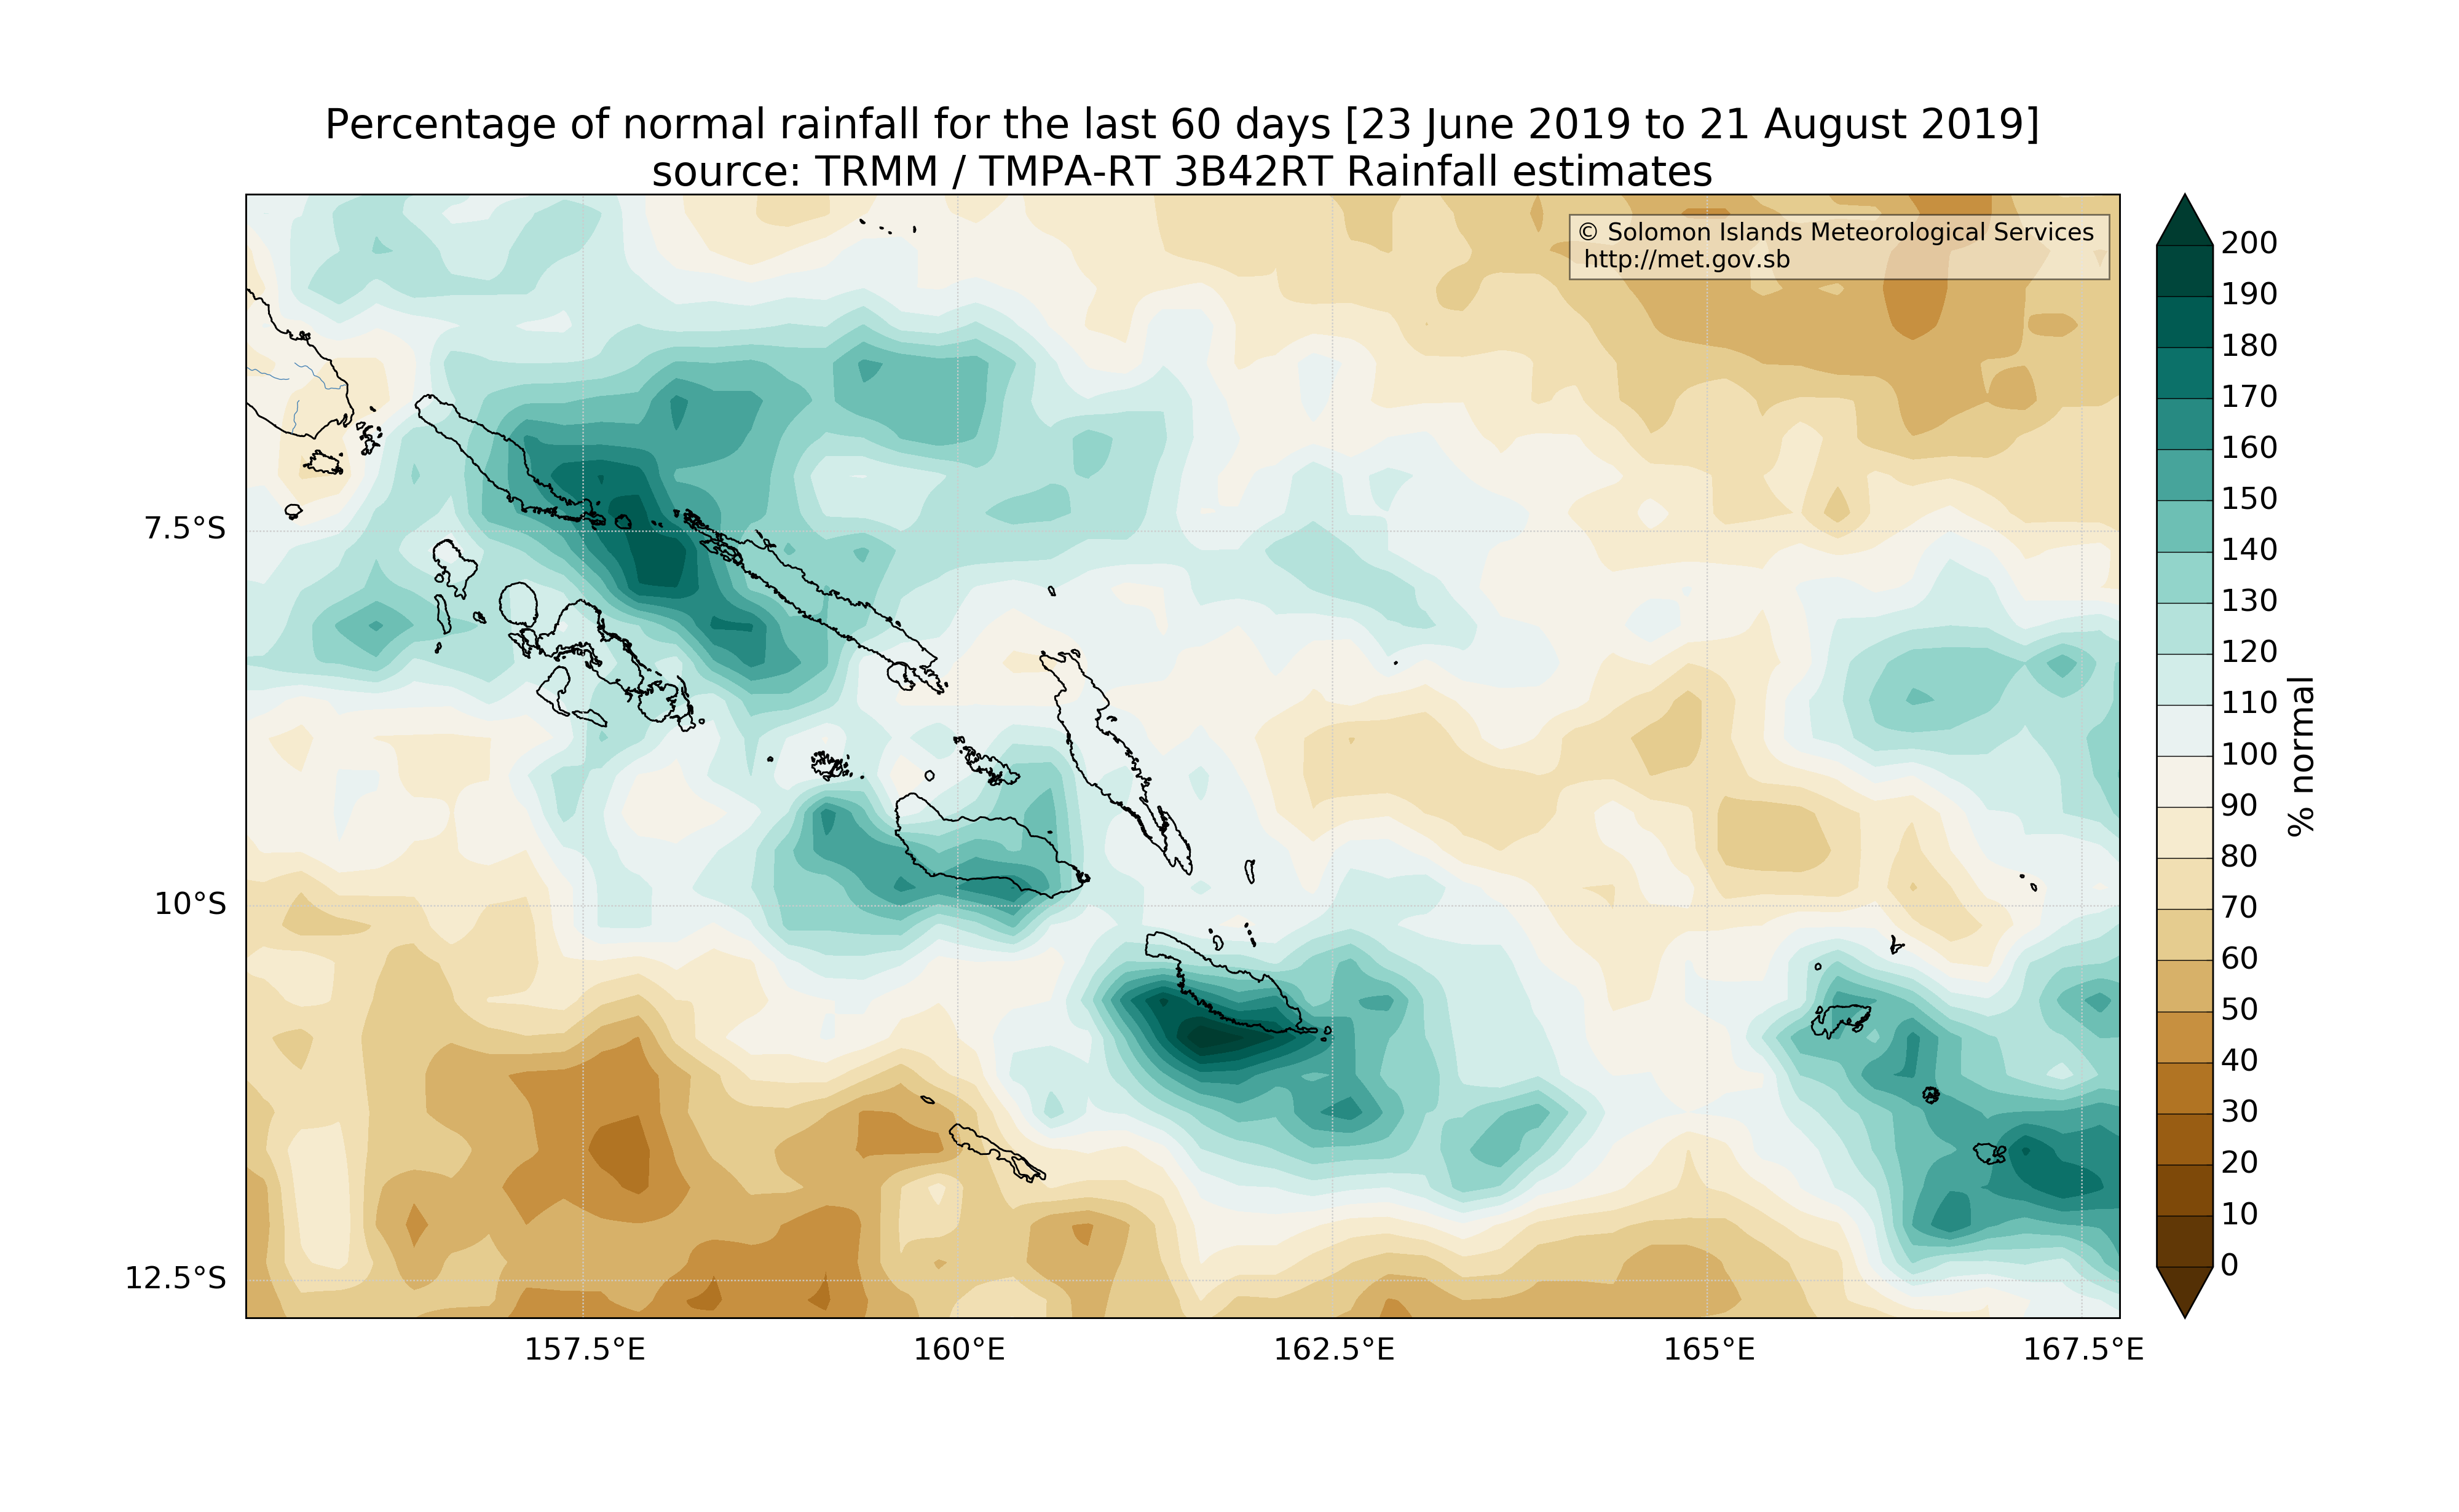 Percentage of normal rainfall for the last 60 days [23 June 2019 to 21 August 2019]
source: TRMM / TMPA-RT 3B42RT Rainfall estimates
© Solomon Islands Meteorological Services
http://met.gov.sb
7.5°S
10°S
12.5°S
157.5°E
160°E
162.5°E
165°E
167.5°E
200
190
180
170
160
150
140
130
120
110
100
90
80
70
60
50
40
30
20
10
0
% normal